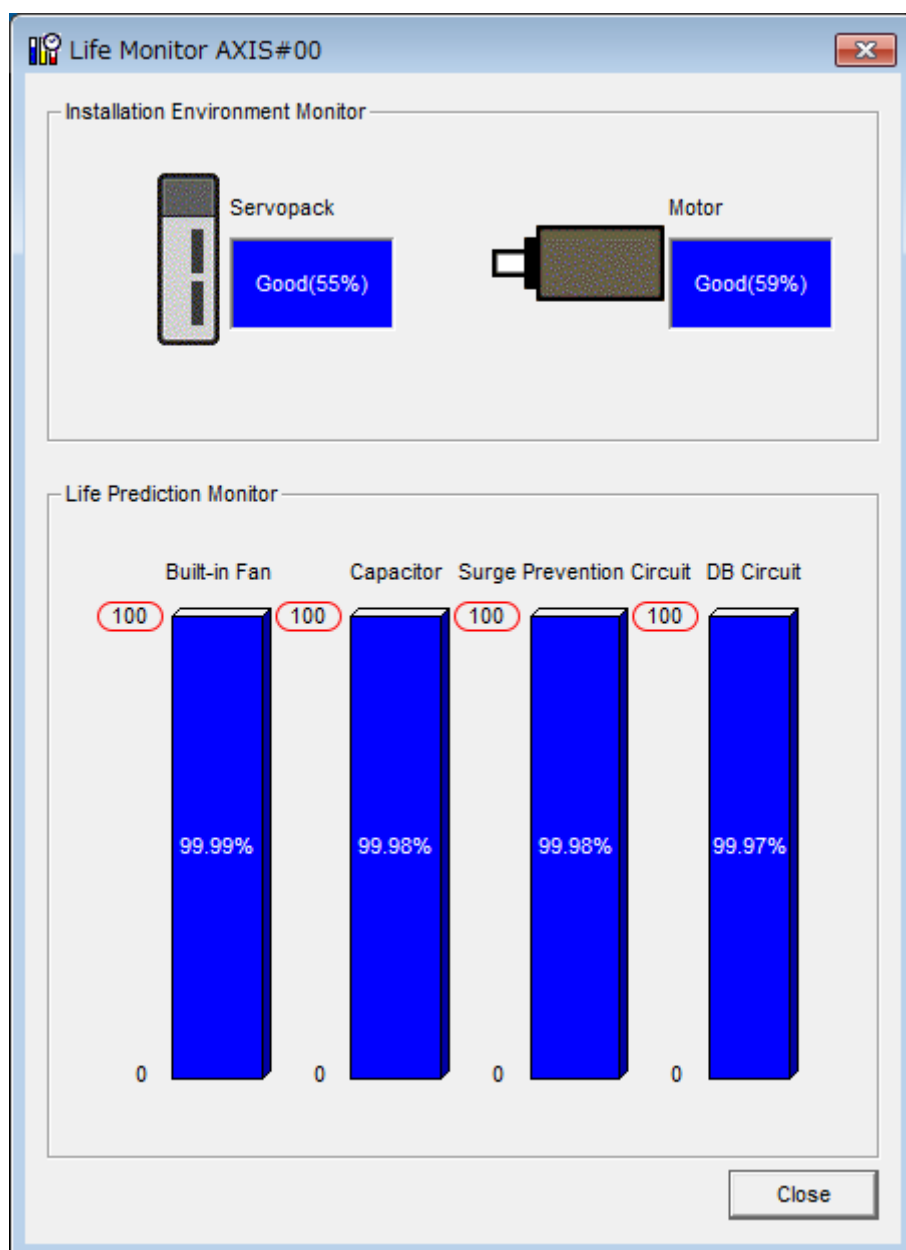 Life Monitor AXIS#00
Installation Environment Monitor
Servopack
Motor
Good(55%)
Good(59%)
Life Prediction Monitor
Built-in Fan
Capacitor
Surge Prevention Circuit
DB Circuit
100
100
100
100
99.99%
99.98%
99.98%
99.97%
0
0
0
0
Close